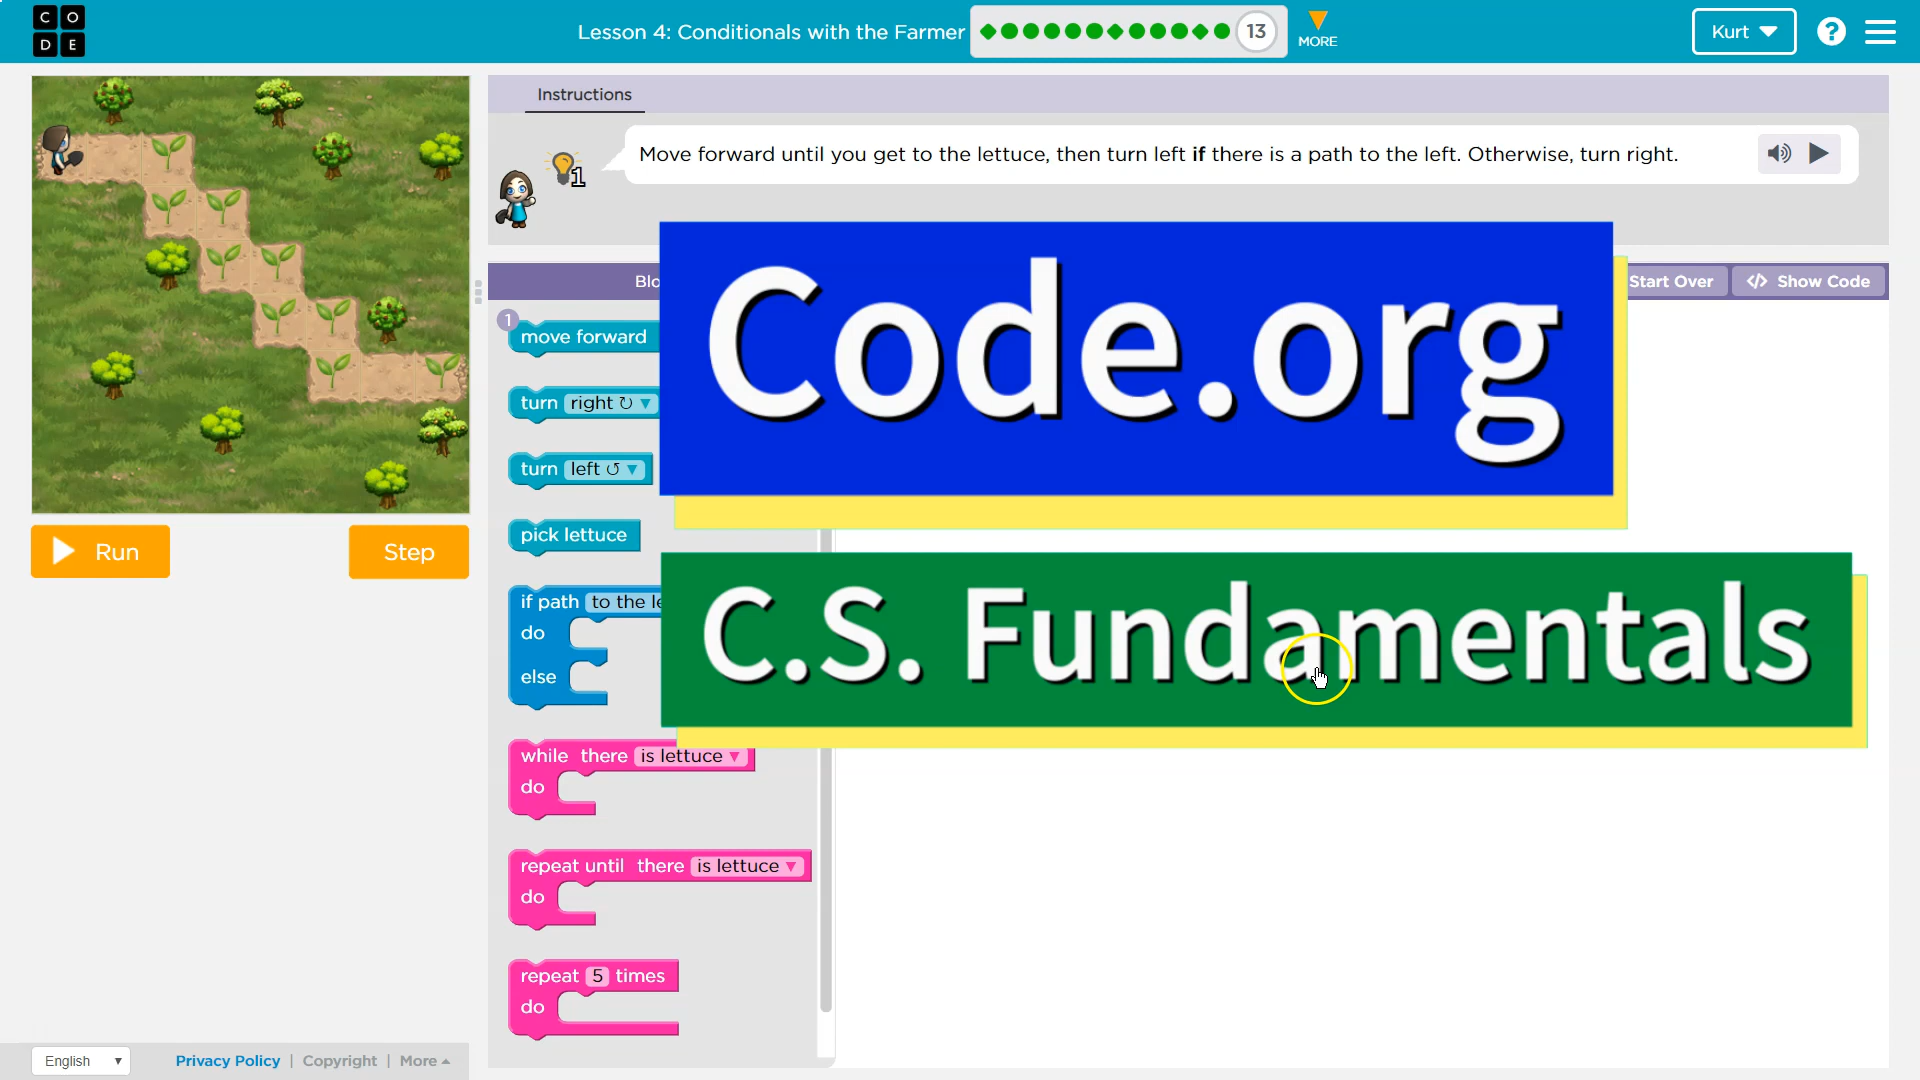 CODE
Lesson 4: Conditionals with the Farmer
13
MORE
Kurt
?
Instructions
1
Move forward until you get to the lettuce, then turn left if there is a path to the left. Otherwise, turn right.
Blo
Start Over
</> Show Code
Code.org
C.S. Fundamentals
1
move forward
turn right ↻ ▼
turn left ↺ ▼
pick lettuce
if path to the le
do
else
while there is lettuce ▼
do
repeat until there is lettuce ▼
do
repeat 5 times
do
Run
Step
English ▼
Privacy Policy | Copyright | More